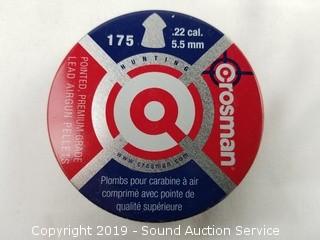 175
.22 cal.
5.5 mm
HUNTING
POINTED, PREMIUM GRADE
LEAD AIRGUN PELLETS
crosman®
www.crosman.com
Plombs pour carabine à air
comprimé avec pointe de
qualité supérieure
Copyright 2019 - Sound Auction Service